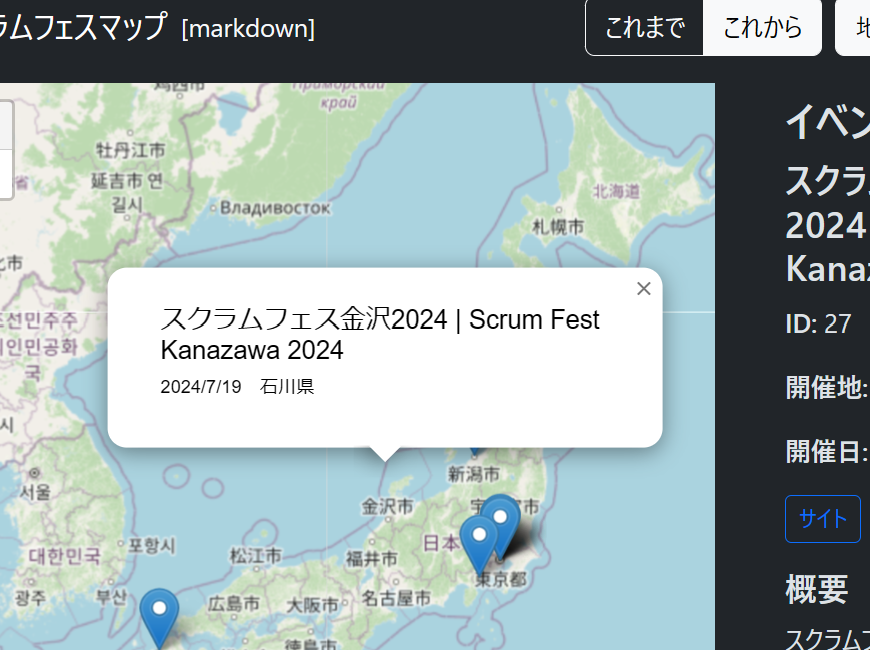 ラムフェスマップ [markdown]
これまで これから 地
イベン
スクラ
2024
Kana
ID: 27
開催地:
開催日:
サイト
概要
スクラムフ
스クラムフェス金沢2024 | Scrum Fest
Kanazawa 2024
2024/7/19 石川県
Приморский
край
牡丹江市
延吉市 연
길시
Владивосток
北海道
札幌市
선민주주
인민공화
국
서울
대한민국
포항시
광주
부산
新潟市
金沢市
日本
福井市
松江市
東京都
名古屋市
大阪市
広島市
徳島市